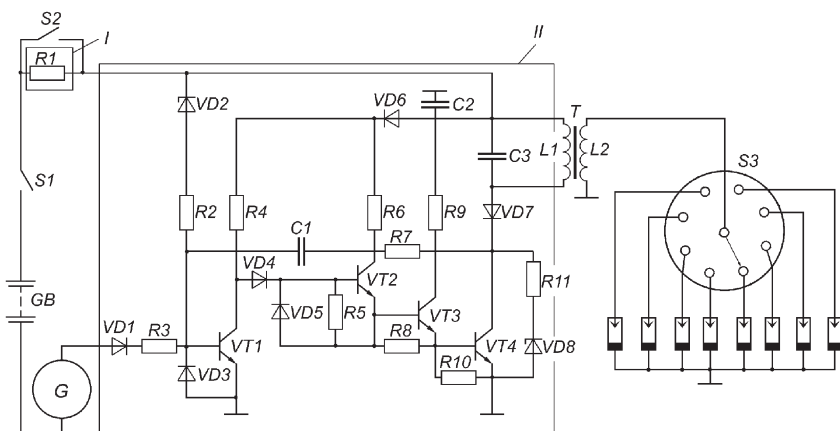 S2
I
II
R1
VD2
VD6
C2
T
L1
L2
C3
S3
S1
R2
R4
R6
R9
VD7
C1
R7
VD4
VT2
R11
GB
VD5
R5
VT3
VD1
R3
VT1
R8
VT4
VD8
R10
VD3
G